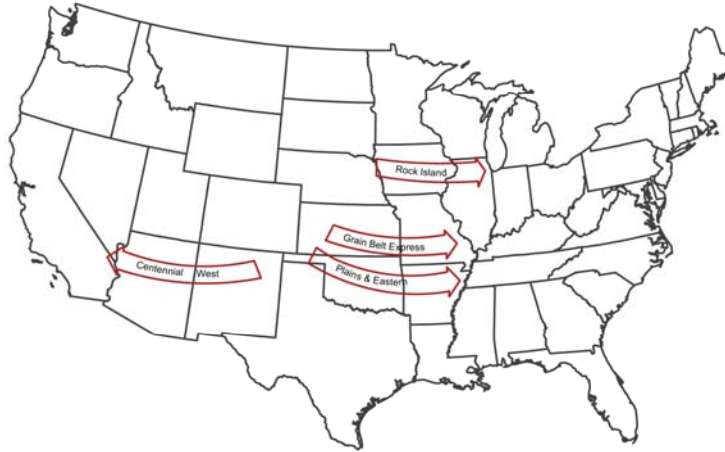 Rock Island
Grain Belt Express
Centennial West
Plains & Eastern